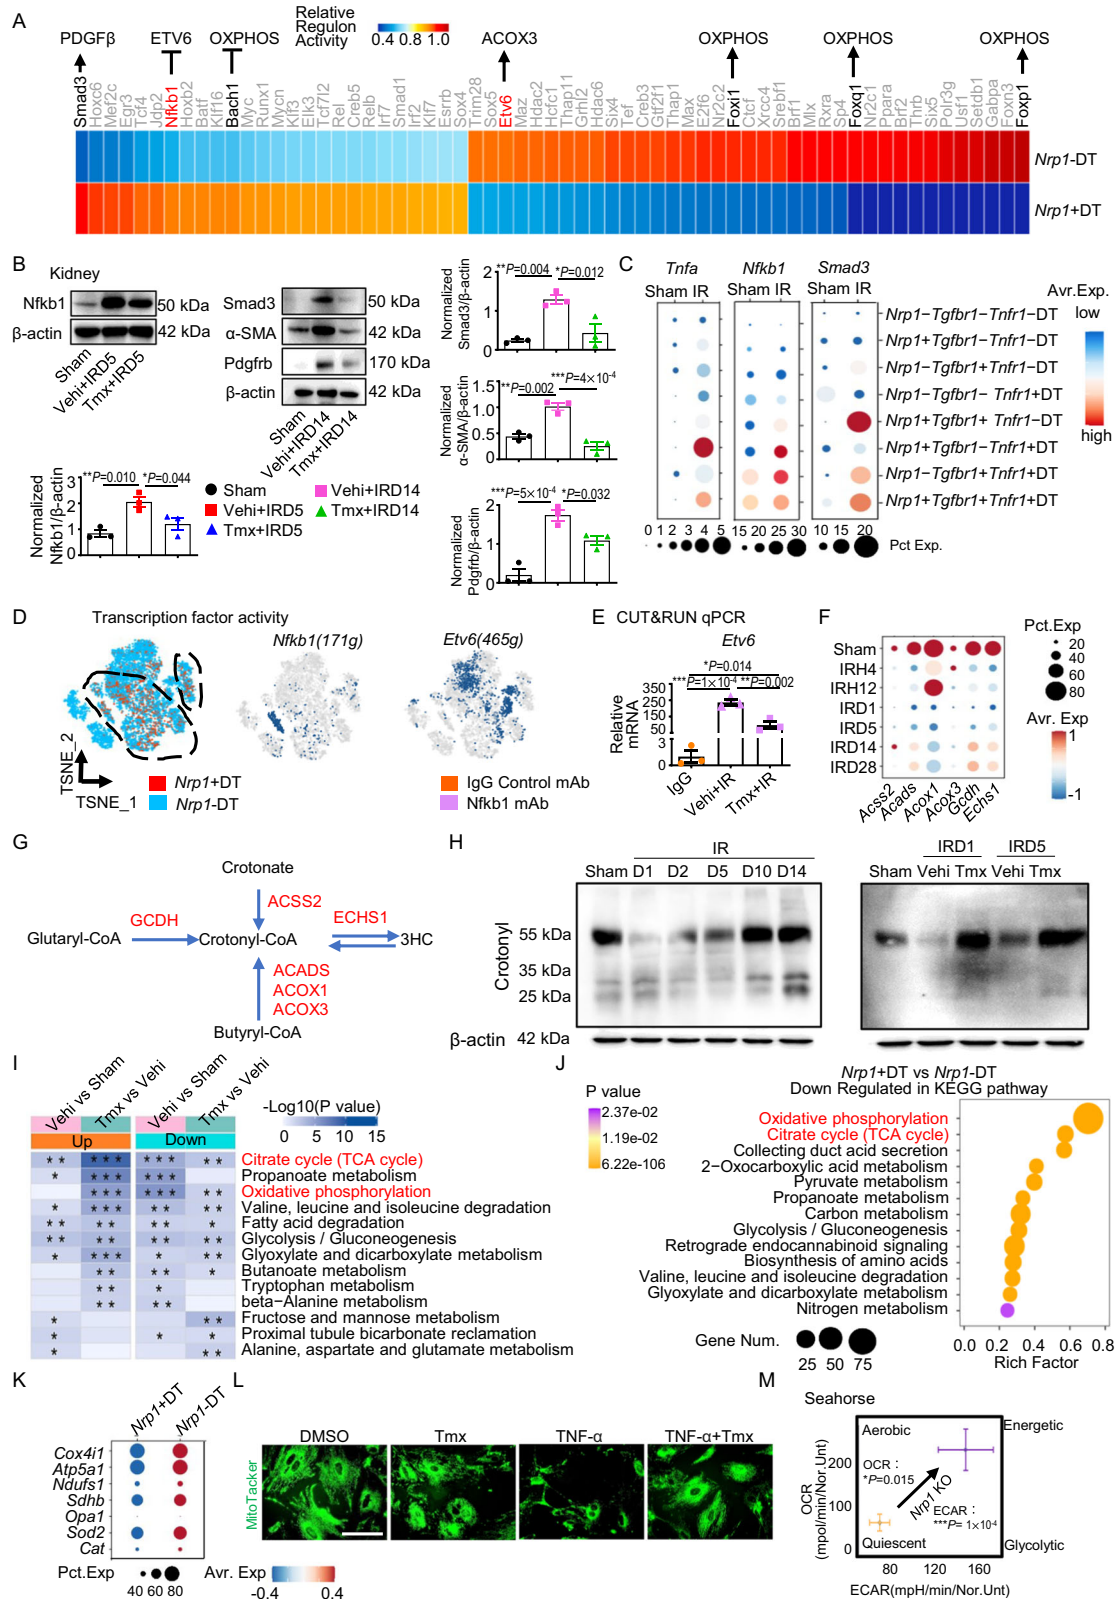 A
Relative
Regulon
Activity
0.4 0.8 1.0
PDGFβ
ETV6
OXPHOS
ACOX3
OXPHOS
OXPHOS
OXPHOS
Smad3
Hoxc6
Mef2c
Egr3
Tcf4
Jdp2
Nfkb1
Hoxb2
Batf
Klf16
Bach1
Myc
Runx1
Mycn
Klf3
Elk3
Tcf7l2
Rel
Creb5
Relb
Irf7
Smad1
Irf2
Klf7
Esrrb
Sox4
Trim28
Sox5
Etv6
Maz
Hdac2
Hcfc1
Thap11
Grhl2
Hdac6
Six4
Tef
Creb3
Gtf2f1
Thap1
Max
E2f6
Nr2c2
Foxi1
Ctcf
Xrcc4
Srebf1
Brf1
Mlx
Rxra
Sp4
Foxq1
Nr2c1
Ppara
Brf2
Thrb
Six5
Polr3g
Usf1
Setdb1
Gabpa
Foxn3
Foxp1
Nrp1-DT
Nrp1+DT
B
Kidney
Nfkb1
50 kDa
β-actin
42 kDa
Sham
Vehi+IRD5
Tmx+IRD5
Smad3
50 kDa
α-SMA
42 kDa
Pdgfrb
170 kDa
β-actin
42 kDa
Sham
Vehi+IRD14
Tmx+IRD14
Normalized
Nfkb1/β-actin
**P=0.010 *P=0.044
3
2
1
0
Sham
Vehi+IRD5
Tmx+IRD5
Vehi+IRD14
Tmx+IRD14
Normalized
Smad3/β-actin
**P=0.004 *P=0.012
2
1
0
Normalized
α-SMA/β-actin
***P=4×10⁻⁴
**P=0.002
1.5
1.0
0.5
0
Normalized
Pdgfrb/β-actin
***P=5×10⁻⁴ *P=0.032
2
1
0
C
Tnfa Nfkb1 Smad3
Sham IR Sham IR Sham IR
Nrp1−Tgfbr1−Tnfr1−DT
Nrp1+Tgfbr1−Tnfr1−DT
Nrp1−Tgfbr1+Tnfr1−DT
Nrp1−Tgfbr1− Tnfr1+DT
Nrp1+Tgfbr1+ Tnfr1−DT
Nrp1+Tgfbr1−Tnfr1+DT
Nrp1−Tgfbr1+Tnfr1+DT
Nrp1+Tgfbr1+Tnfr1+DT
0 1 2 3 4 5
15 20 25 30
10 15 20
Pct Exp.
Avr.Exp.
low
high
D
Transcription factor activity
Nfkb1(171g)
Etv6(465g)
TSNE_2
TSNE_1
Nrp1+DT
Nrp1-DT
IgG Control mAb
Nfkb1 mAb
E
CUT&RUN qPCR
Etv6
*P=0.014
***P=1×10⁻⁴ **P=0.002
Relative
mRNA
350
250
150
50
3
0
IgG
Vehi+IR
Tmx+IR
F
Sham
IRH4
IRH12
IRD1
IRD5
IRD14
IRD28
Acss2
Acads
Acox1
Acox3
Gcdh
Echs1
Pct.Exp
20
40
60
80
Avr. Exp
1
-1
G
Crotonate
ACSS2
GCDH
ECHS1
Glutaryl-CoA
Crotonyl-CoA
3HC
ACADS
ACOX1
ACOX3
Butyryl-CoA
H
IR
Sham D1 D2 D5 D10 D14
Crotonyl
55 kDa
35 kDa
25 kDa
β-actin 42 kDa
IRD1 IRD5
Sham Vehi Tmx Vehi Tmx
I
Vehi vs Sham
Tmx vs Vehi
Vehi vs Sham
Tmx vs Vehi
Up
Down
-Log10(P value)
0 5 10 15
** *** *** ** Citrate cycle (TCA cycle)
* *** *** Propanoate metabolism
*** *** ** Oxidative phosphorylation
* *** ** ** Valine, leucine and isoleucine degradation
** ** ** * Fatty acid degradation
** ** ** ** Glycolysis / Gluconeogenesis
* *** * ** Glyoxylate and dicarboxylate metabolism
** ** * Butanoate metabolism
** * Tryptophan metabolism
** ** beta−Alanine metabolism
* ** Fructose and mannose metabolism
* * * Proximal tubule bicarbonate reclamation
* ** Alanine, aspartate and glutamate metabolism
J
Nrp1+DT vs Nrp1-DT
Down Regulated in KEGG pathway
P value
2.37e-02
1.19e-02
6.22e-106
Oxidative phosphorylation
Citrate cycle (TCA cycle)
Collecting duct acid secretion
2−Oxocarboxylic acid metabolism
Pyruvate metabolism
Propanoate metabolism
Carbon metabolism
Glycolysis / Gluconeogenesis
Retrograde endocannabinoid signaling
Biosynthesis of amino acids
Valine, leucine and isoleucine degradation
Glyoxylate and dicarboxylate metabolism
Nitrogen metabolism
Gene Num.
25 50 75
0.0 0.2 0.4 0.6 0.8
Rich Factor
K
Nrp1+DT
Nrp1-DT
Cox4i1
Atp5a1
Ndufs1
Sdhb
Opa1
Sod2
Cat
Pct.Exp
40 60 80
Avr. Exp
-0.4 0.4
L
DMSO Tmx TNF-α TNF-α+Tmx
MitoTacker
M
Seahorse
Aerobic
Energetic
OCR：
*P=0.015
Nrp1 KO
ECAR：
***P= 1×10⁻⁴
Quiescent
Glycolytic
OCR
(mpol/min/Nor.Unt)
200
100
0
80 120 160
ECAR(mpH/min/Nor.Unt)